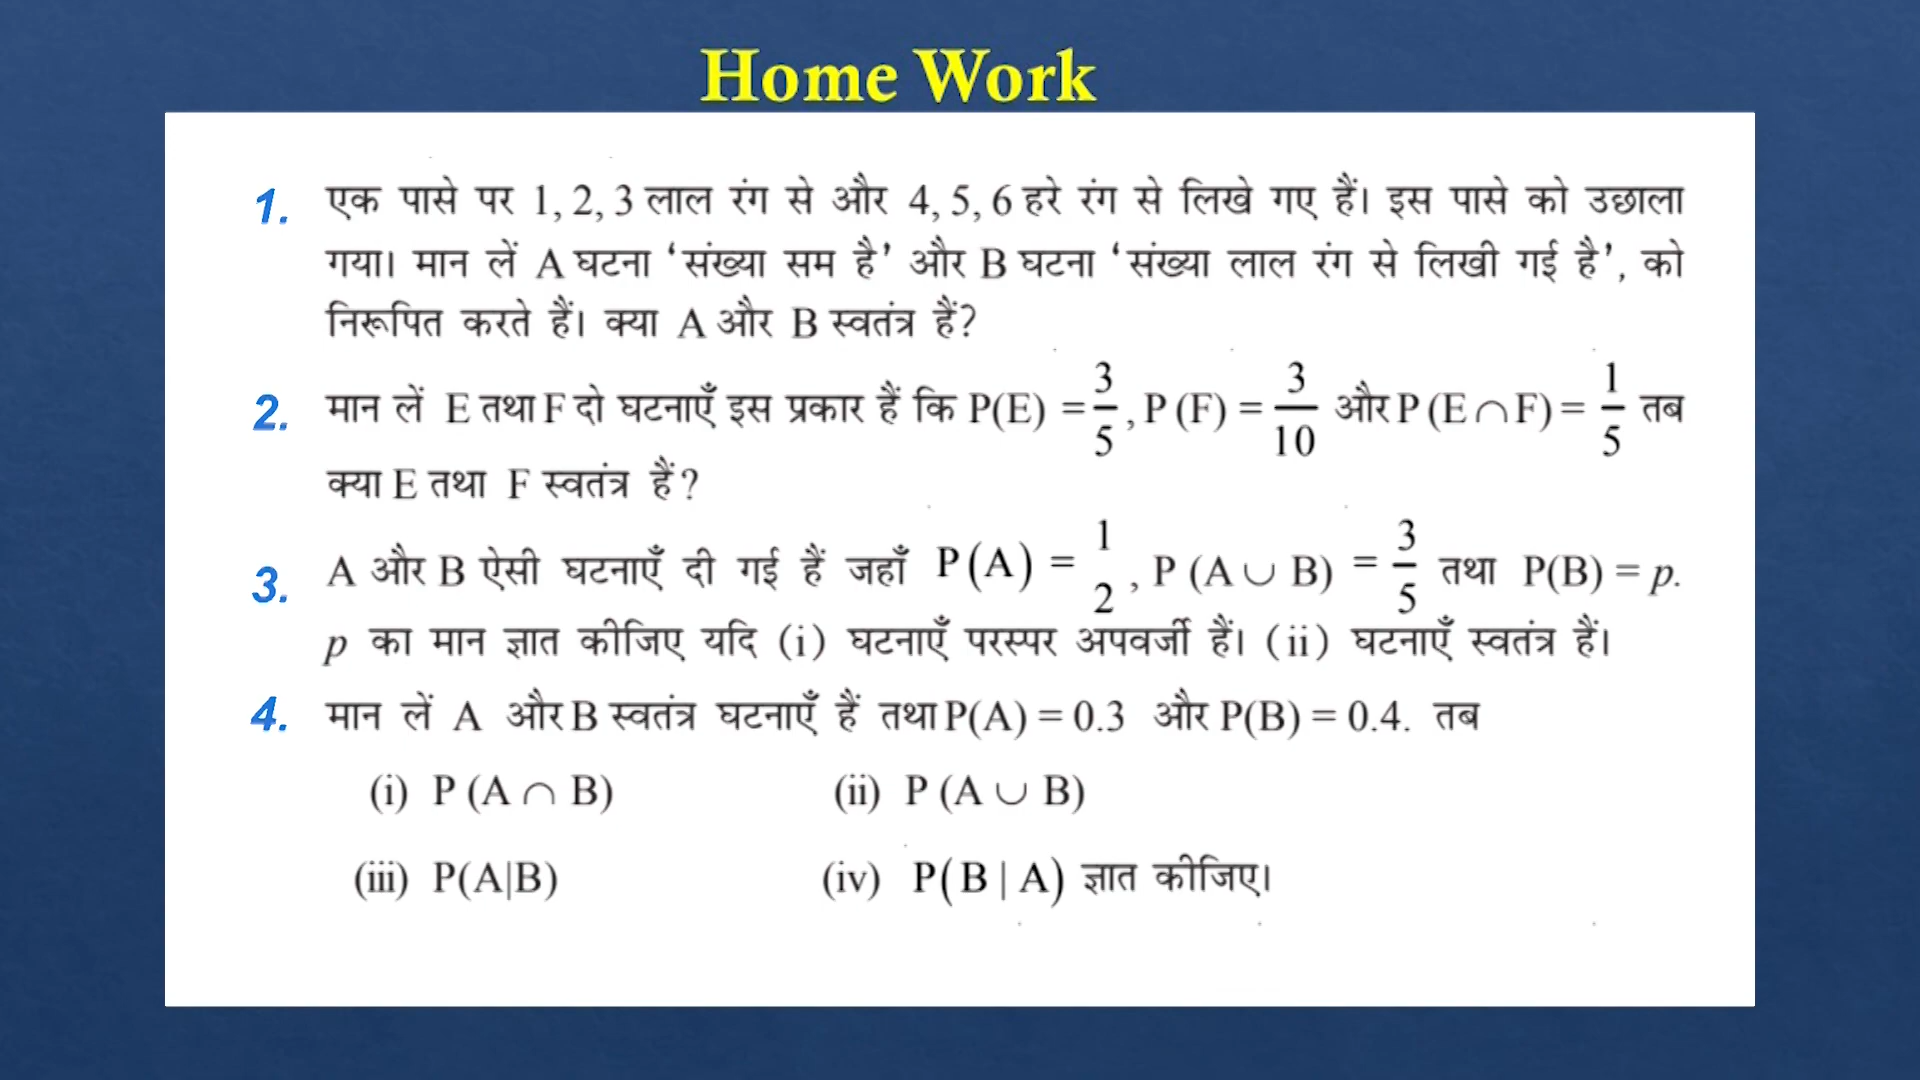 Home Work
1. एक पासे पर 1, 2, 3 लाल रंग से और 4, 5, 6 हरे रंग से लिखे गए हैं। इस पासे को उछाला
गया। मान लें A घटना ‘संख्या सम है’ और B घटना ‘संख्या लाल रंग से लिखी गई है’, को
निरूपित करते हैं। क्या A और B स्वतंत्र हैं?
2. मान लें E तथा F दो घटनाएँ इस प्रकार हैं कि P(E) = 3/5, P (F) = 3/10 और P (E ∩ F) = 1/5 तब
क्या E तथा F स्वतंत्र हैं?
3. A और B ऐसी घटनाएँ दी गई हैं जहाँ P(A) = 1/2, P (A ∪ B) = 3/5 तथा P(B) = p.
p का मान ज्ञात कीजिए यदि (i) घटनाएँ परस्पर अपवर्जी हैं। (ii) घटनाएँ स्वतंत्र हैं।
4. मान लें A और B स्वतंत्र घटनाएँ हैं तथा P(A) = 0.3 और P(B) = 0.4. तब
(i) P (A ∩ B) (ii) P (A ∪ B)
(iii) P(A|B) (iv) P(B | A) ज्ञात कीजिए।